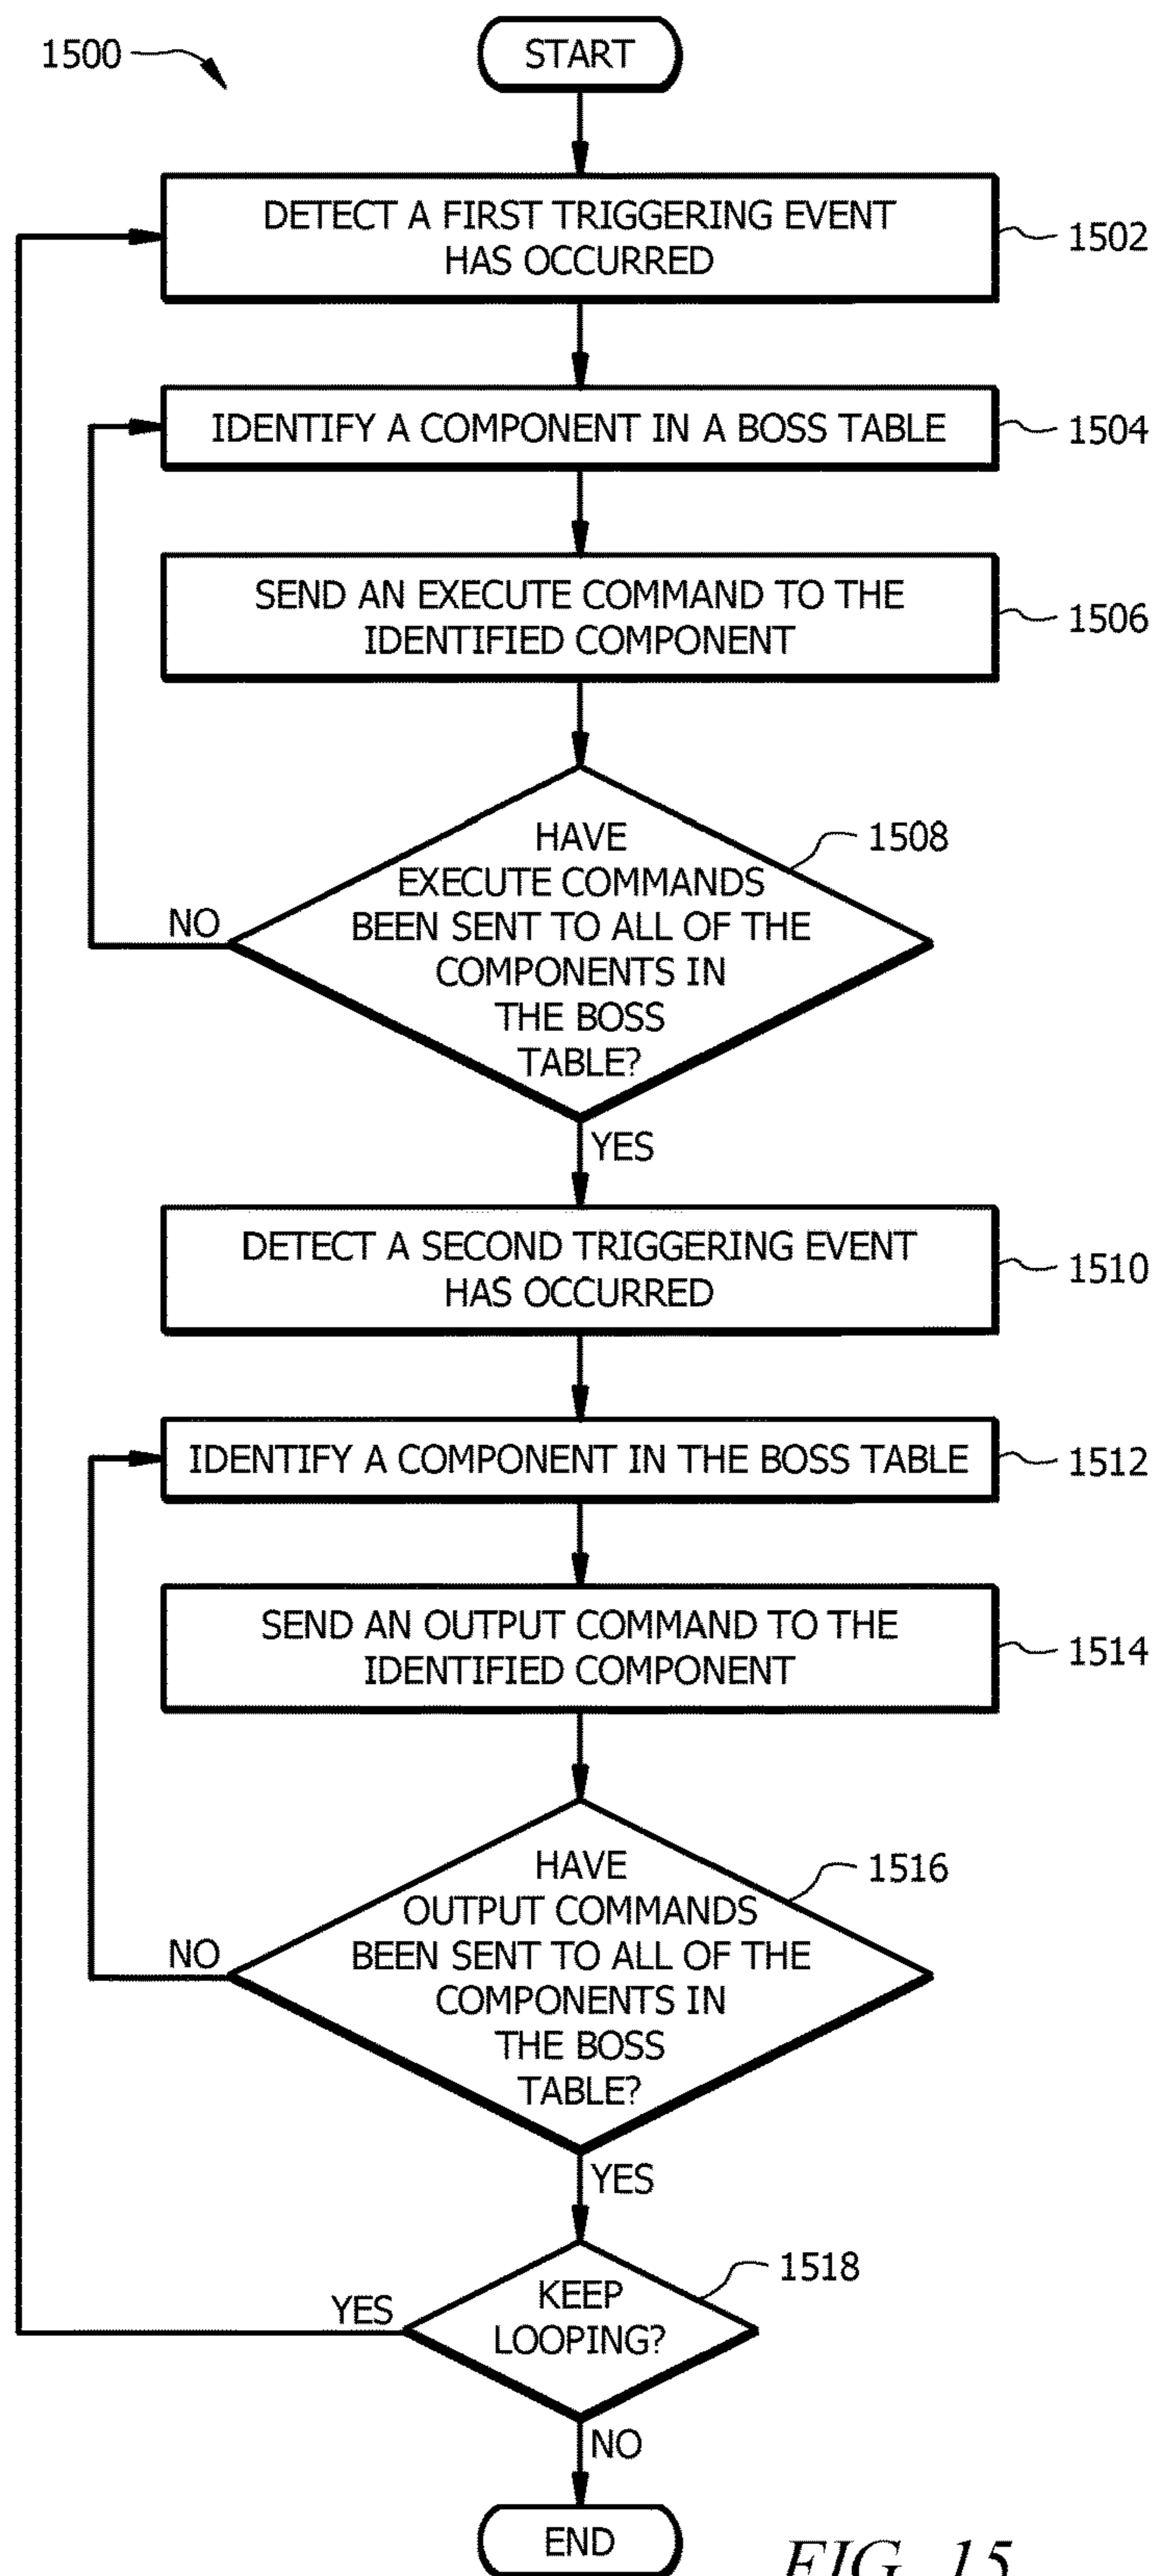 1500
START
DETECT A FIRST TRIGGERING EVENT
HAS OCCURRED
1502
IDENTIFY A COMPONENT IN A BOSS TABLE
1504
SEND AN EXECUTE COMMAND TO THE
IDENTIFIED COMPONENT
1506
HAVE
EXECUTE COMMANDS
BEEN SENT TO ALL OF THE
COMPONENTS IN
THE BOSS
TABLE?
1508
NO
YES
DETECT A SECOND TRIGGERING EVENT
HAS OCCURRED
1510
IDENTIFY A COMPONENT IN THE BOSS TABLE
1512
SEND AN OUTPUT COMMAND TO THE
IDENTIFIED COMPONENT
1514
HAVE
OUTPUT COMMANDS
BEEN SENT TO ALL OF THE
COMPONENTS IN
THE BOSS
TABLE?
1516
NO
YES
KEEP
LOOPING?
1518
YES
NO
END
FIG. 15